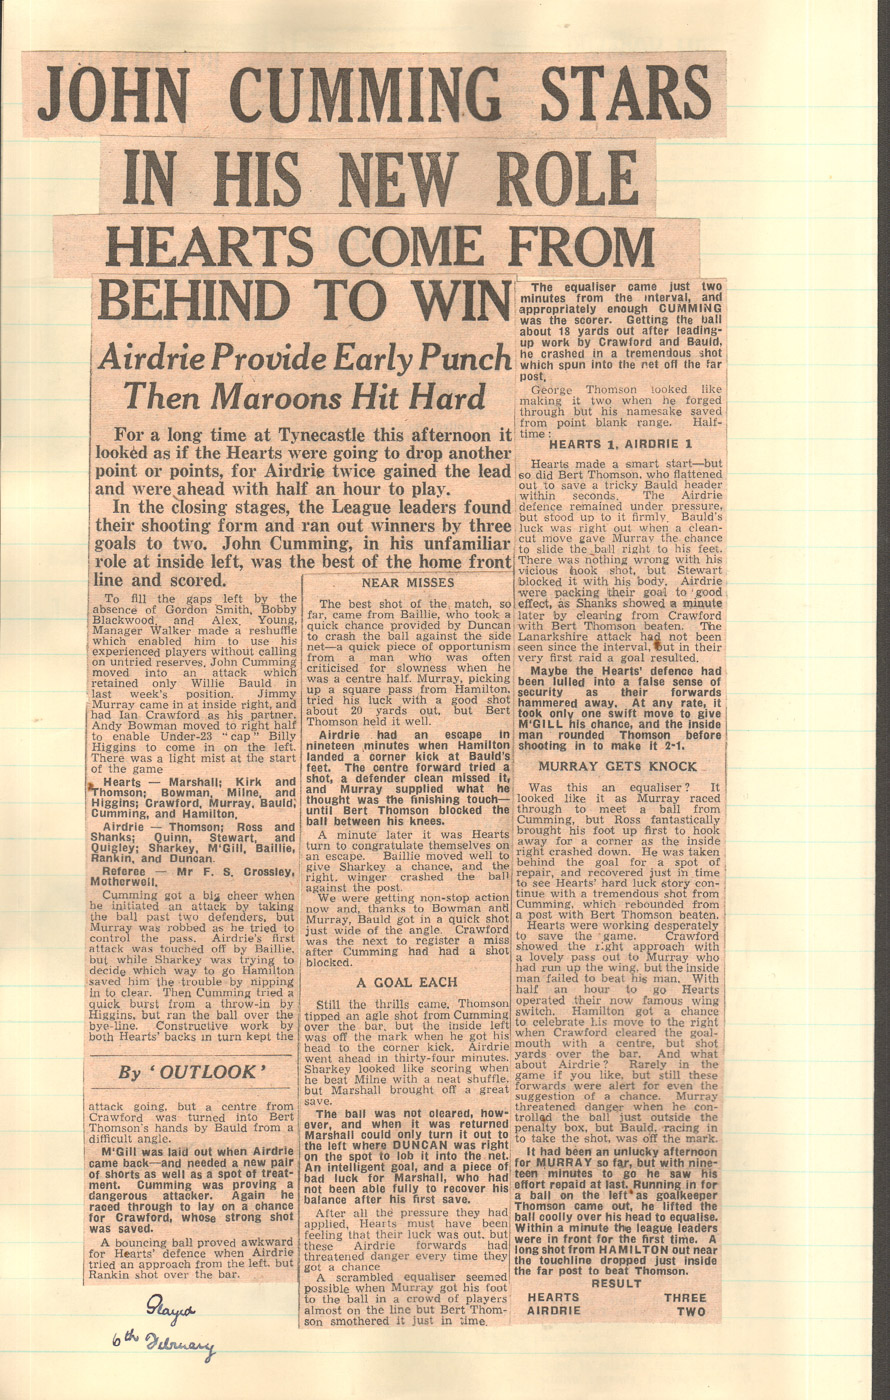 JOHN CUMMING STARS
IN HIS NEW ROLE
HEARTS COME FROM
BEHIND TO WIN
Airdrie Provide Early Punch
Then Maroons Hit Hard
For a long time at Tynecastle this afternoon it
looked as if the Hearts were going to drop another
point or points, for Airdrie twice gained the lead
and were ahead with half an hour to play.
In the closing stages, the League leaders found
their shooting form and ran out winners by three
goals to two. John Cumming, in his unfamiliar
role at inside left, was the best of the home front
line and scored.
To fill the gaps left by the
absence of Gordon Smith, Bobby
Blackwood, and Alex. Young,
Manager Walker made a reshuffle
which enabled him to use his
experienced players without calling
on untried reserves. John Cumming
moved into an attack which
retained only Willie Bauld in
last week's position. Jimmy
Murray came in at inside right, and
had Ian Crawford as his partner.
Andy Bowman moved to right half
to enable Under-23 "cap" Billy
Higgins to come in on the left.
There was a light mist at the start
of the game
Hearts — Marshall; Kirk and
Thomson; Bowman, Milne, and
Higgins; Crawford, Murray, Bauld,
Cumming, and Hamilton.
Airdrie — Thomson; Ross and
Shanks; Quinn, Stewart, and
Quigley; Sharkey, M'Gill, Baillie,
Rankin, and Duncan.
Referee — Mr F. S. Crossley,
Motherwell.
Cumming got a big cheer when
he initiated an attack by taking
the ball past two defenders, but
Murray was robbed as he tried to
control the pass. Airdrie's first
attack was touched off by Baillie,
but while Sharkey was trying to
decide which way to go Hamilton
saved him the trouble by nipping
in to clear. Then Cumming tried a
quick burst from a throw-in by
Higgins, but ran the ball over the
bye-line. Constructive work by
both Hearts' backs in turn kept the
By 'OUTLOOK'
attack going, but a centre from
Crawford was turned into Bert
Thomson's hands by Bauld from a
difficult angle.
M'Gill was laid out when Airdrie
came back—and needed a new pair
of shorts as well as a spot of treat-
ment. Cumming was proving a
dangerous attacker. Again he
raced through to lay on a chance
for Crawford, whose strong shot
was saved.
A bouncing ball proved awkward
for Hearts' defence when Airdrie
tried an approach from the left, but
Rankin shot over the bar.
NEAR MISSES
The best shot of the match, so
far, came from Baillie, who took a
quick chance provided by Duncan
to crash the ball against the side
net—a quick piece of opportunism
from a man who was often
criticised for slowness when he
was a centre half. Murray, picking
up a square pass from Hamilton,
tried his luck with a good shot
about 20 yards out, but Bert
Thomson held it well.
Airdrie had an escape in
nineteen minutes when Hamilton
landed a corner kick at Bauld's
feet. The centre forward tried a
shot, a defender clean missed it,
and Murray supplied what he
thought was the finishing touch—
until Bert Thomson blocked the
ball between his knees.
A minute later it was Hearts
turn to congratulate themselves on
an escape. Baillie moved well to
give Sharkey a chance, and the
right winger crashed the ball
against the post.
We were getting non-stop action
now and, thanks to Bowman and
Murray, Bauld got in a quick shot
just wide of the angle. Crawford
was the next to register a miss
after Cumming had had a shot
blocked.
A GOAL EACH
Still the thrills came. Thomson
tipped an agle shot from Cumming
over the bar, but the inside left
was off the mark when he got his
head to the corner kick. Airdrie
went ahead in thirty-four minutes.
Sharkey looked like scoring when
he beat Milne with a neat shuffle,
but Marshall brought off a great
save.
The ball was not cleared, how-
ever, and when it was returned
Marshall could only turn it out to
the left where DUNCAN was right
on the spot to lob it into the net.
An intelligent goal, and a piece of
bad luck for Marshall, who had
not been able fully to recover his
balance after his first save.
After all the pressure they had
applied, Hearts must have been
feeling that their luck was out, but
these Airdrie forwards had
threatened danger every time they
got a chance
A scrambled equaliser seemed
possible when Murray got his foot
to the ball in a crowd of players
almost on the line but Bert Thom-
son smothered it just in time.
The equaliser came just two
minutes from the interval, and
appropriately enough CUMMING
was the scorer. Getting the ball
about 18 yards out after leading-
up work by Crawford and Bauld,
he crashed in a tremendous shot
which spun into the net off the far
post.
George Thomson looked like
making it two when he forged
through but his namesake saved
from point blank range. Half-
time:
HEARTS 1, AIRDRIE 1
Hearts made a smart start—but
so did Bert Thomson, who flattened
out to save a tricky Bauld header
within seconds. The Airdrie
defence remained under pressure,
but stood up to it firmly. Bauld's
luck was right out when a clean-
cut move gave Murray the chance
to slide the ball right to his feet.
There was nothing wrong with his
vicious hook shot, but Stewart
blocked it with his body. Airdrie
were packing their goal to good
effect, as Shanks showed a minute
later by clearing from Crawford
with Bert Thomson beaten. The
Lanarkshire attack had not been
seen since the interval, but in their
very first raid a goal resulted.
Maybe the Hearts' defence had
been lulled into a false sense of
security as their forwards
hammered away. At any rate, it
took only one swift move to give
M'GILL his chance, and the inside
man rounded Thomson before
shooting in to make it 2-1.
MURRAY GETS KNOCK
Was this an equaliser? It
looked like it as Murray raced
through to meet a ball from
Cumming, but Ross fantastically
brought his foot up first to hook
away for a corner as the inside
right crashed down. He was taken
behind the goal for a spot of
repair, and recovered just in time
to see Hearts' hard luck story con-
tinue with a tremendous shot from
Cumming, which rebounded from
a post with Bert Thomson beaten.
Hearts were working desperately
to save the game. Crawford
showed the right approach with
a lovely pass out to Murray who
had run up the wing, but the inside
man failed to beat his man. With
half an hour to go Hearts
operated their now famous wing
switch. Hamilton got a chance
to celebrate his move to the right
when Crawford cleared the goal-
mouth with a centre, but shot
yards over the bar. And what
about Airdrie? Rarely in the
game if you like, but still these
forwards were alert for even the
suggestion of a chance. Murray
threatened danger when he con-
trolled the ball just outside the
penalty box, but Bauld, racing in
to take the shot, was off the mark.
It had been an unlucky afternoon
for MURRAY so far, but with nine-
teen minutes to go he saw his
effort repaid at last. Running in for
a ball on the left as goalkeeper
Thomson came out, he lifted the
ball coolly over his head to equalise.
Within a minute the league leaders
were in front for the first time. A
long shot from HAMILTON out near
the touchline dropped just inside
the far post to beat Thomson.
RESULT
HEARTS THREE
AIRDRIE TWO
Played
6th February